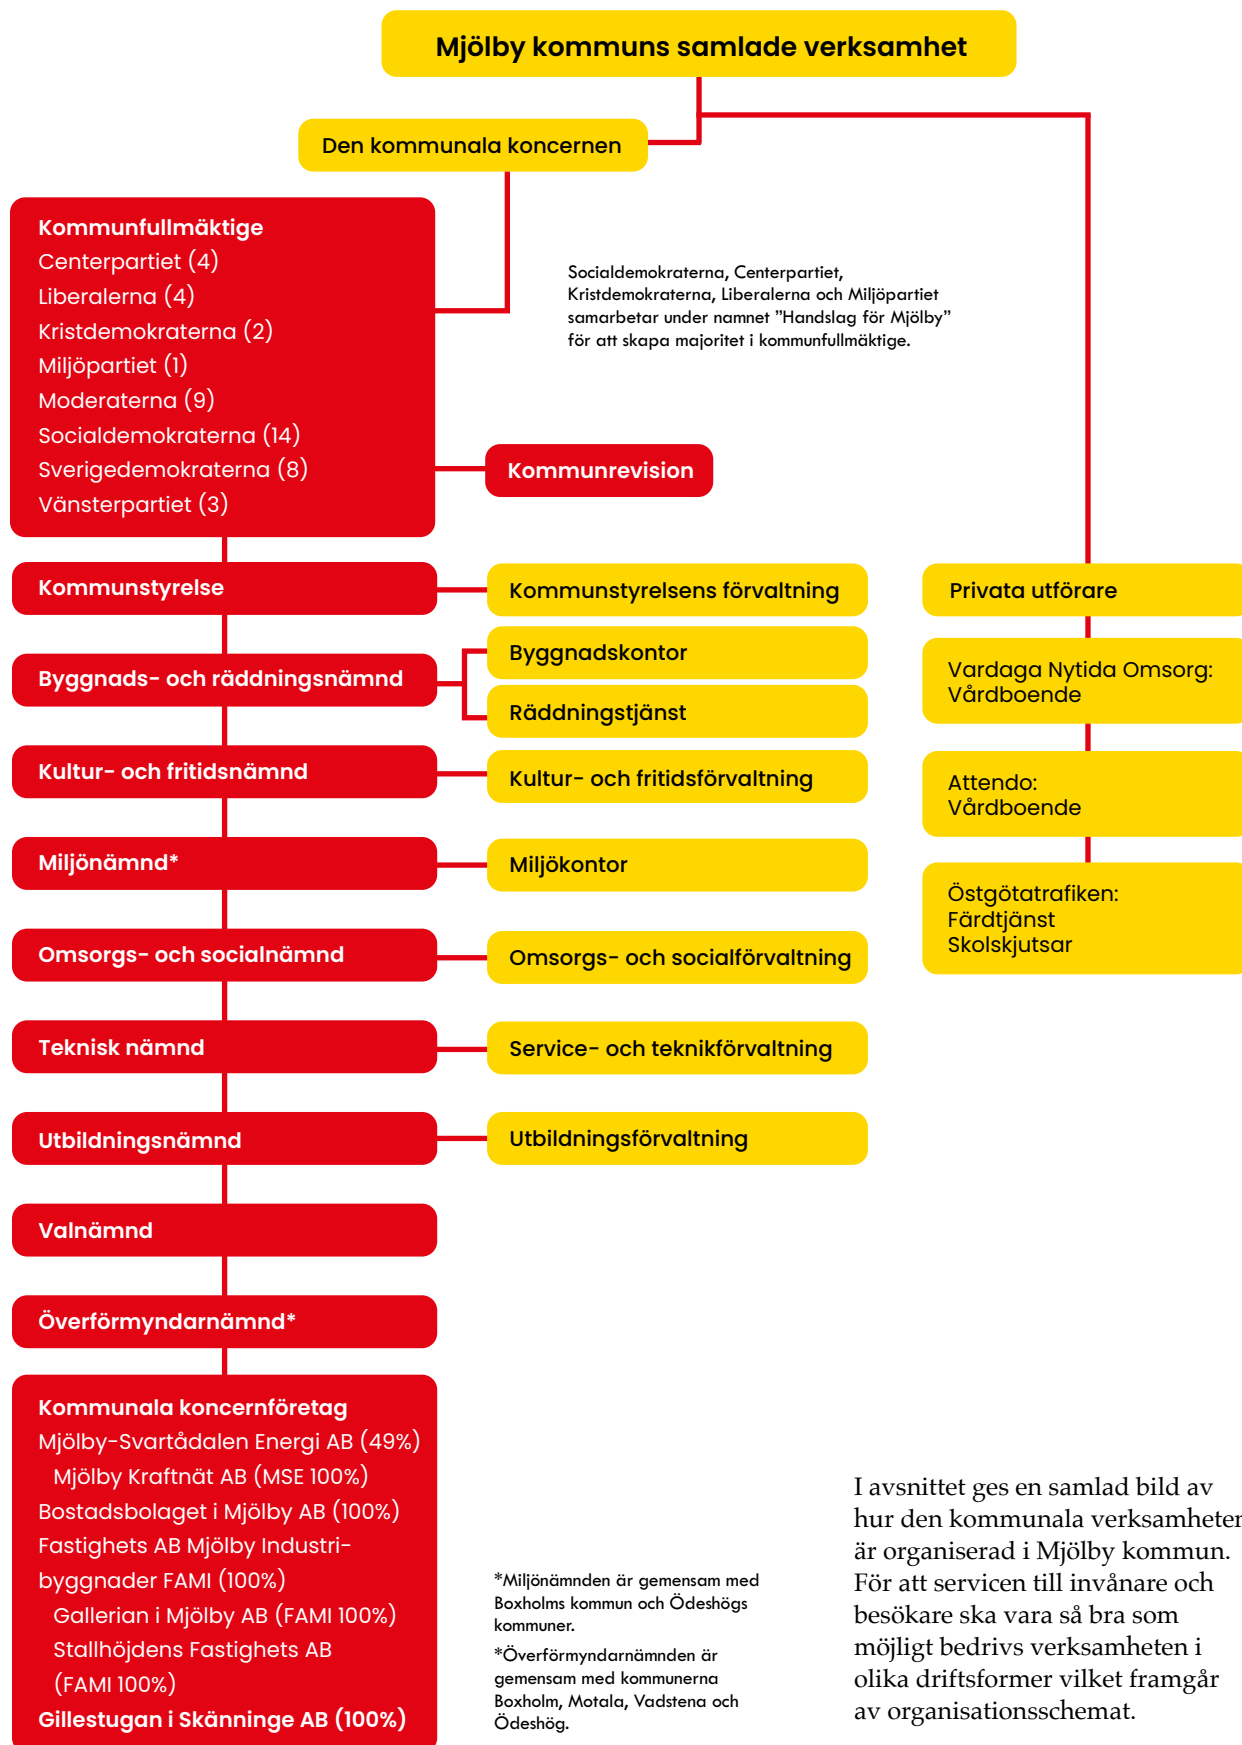 Mjölby kommuns samlade verksamhet
Den kommunala koncernen
Kommunfullmäktige
Centerpartiet (4)
Liberalerna (4)
Kristdemokraterna (2)
Miljöpartiet (1)
Moderaterna (9)
Socialdemokraterna (14)
Sverigedemokraterna (8)
Vänsterpartiet (3)
Socialdemokraterna, Centerpartiet,
Kristdemokraterna, Liberalerna och Miljöpartiet
samarbetar under namnet ”Handslag för Mjölby”
för att skapa majoritet i kommunfullmäktige.
Kommunrevision
Kommunstyrelse
Kommunstyrelsens förvaltning
Byggnads- och räddningsnämnd
Byggnadskontor
Räddningstjänst
Kultur- och fritidsnämnd
Kultur- och fritidsförvaltning
Miljönämnd*
Miljökontor
Omsorgs- och socialnämnd
Omsorgs- och socialförvaltning
Teknisk nämnd
Service- och teknikförvaltning
Utbildningsnämnd
Utbildningsförvaltning
Valnämnd
Överförmyndarnämnd*
Privata utförare
Vardaga Nytida Omsorg:
Vårdboende
Attendo:
Vårdboende
Östgötatrafiken:
Färdtjänst
Skolskjutsar
Kommunala koncernföretag
Mjölby-Svartådalen Energi AB (49%)
Mjölby Kraftnät AB (MSE 100%)
Bostadsbolaget i Mjölby AB (100%)
Fastighets AB Mjölby Industri-
byggnader FAMI (100%)
Gallerian i Mjölby AB (FAMI 100%)
Stallhöjdens Fastighets AB
(FAMI 100%)
Gillestugan i Skänninge AB (100%)
*Miljönämnden är gemensam med
Boxholms kommun och Ödeshögs
kommuner.
*Överförmyndarnämnden är
gemensam med kommunerna
Boxholm, Motala, Vadstena och
Ödeshög.
I avsnittet ges en samlad bild av
hur den kommunala verksamheten
är organiserad i Mjölby kommun.
För att servicen till invånare och
besökare ska vara så bra som
möjligt bedrivs verksamheten i
olika driftsformer vilket framgår
av organisationsschemat.